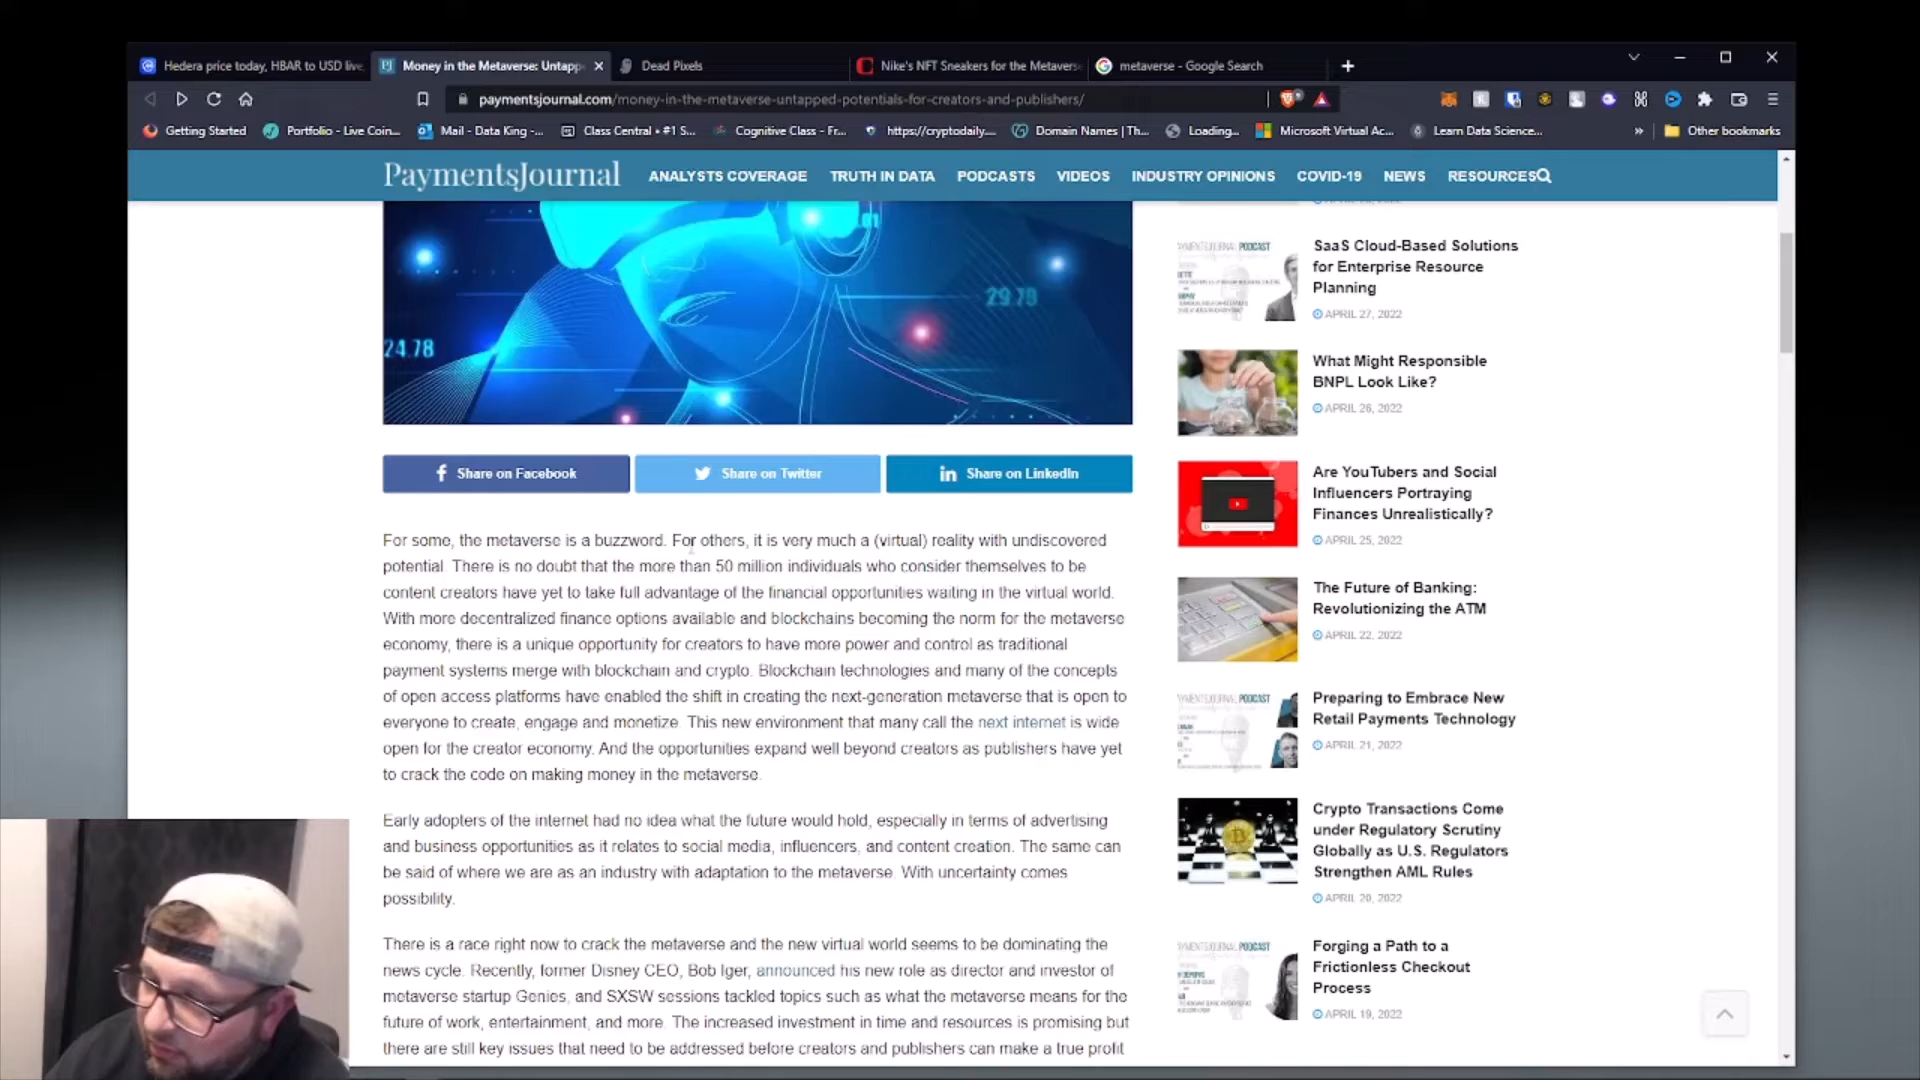 Hedera price today, HBAR to USD live,
Money in the Metaverse: Untapp
Dead Pixels
Nike's NFT Sneakers for the Metavers
metaverse - Google Search
paymentsjournal.com/money-in-the-metaverse-untapped-potentials-for-creators-and-publishers/
Getting Started
Portfolio - Live Coin...
Mail - Data King -...
Class Central • #1 S...
Cognitive Class - Fr...
https://cryptodaily....
Domain Names | Th...
Loading...
Microsoft Virtual Ac...
Learn Data Science...
»
Other bookmarks
PaymentsJournal
ANALYSTS COVERAGE
TRUTH IN DATA
PODCASTS
VIDEOS
INDUSTRY OPINIONS
COVID-19
NEWS
RESOURCES
29.79
24.78
Share on Facebook
Share on Twitter
Share on LinkedIn
For some, the metaverse is a buzzword. For others, it is very much a (virtual) reality with undiscovered
potential. There is no doubt that the more than 50 million individuals who consider themselves to be
content creators have yet to take full advantage of the financial opportunities waiting in the virtual world.
With more decentralized finance options available and blockchains becoming the norm for the metaverse
economy, there is a unique opportunity for creators to have more power and control as traditional
payment systems merge with blockchain and crypto. Blockchain technologies and many of the concepts
of open access platforms have enabled the shift in creating the next-generation metaverse that is open to
everyone to create, engage and monetize. This new environment that many call the next internet is wide
open for the creator economy. And the opportunities expand well beyond creators as publishers have yet
to crack the code on making money in the metaverse.
Early adopters of the internet had no idea what the future would hold, especially in terms of advertising
and business opportunities as it relates to social media, influencers, and content creation. The same can
be said of where we are as an industry with adaptation to the metaverse. With uncertainty comes
possibility.
There is a race right now to crack the metaverse and the new virtual world seems to be dominating the
news cycle. Recently, former Disney CEO, Bob Iger, announced his new role as director and investor of
metaverse startup Genies, and SXSW sessions tackled topics such as what the metaverse means for the
future of work, entertainment, and more. The increased investment in time and resources is promising but
there are still key issues that need to be addressed before creators and publishers can make a true profit
SaaS Cloud-Based Solutions
for Enterprise Resource
Planning
APRIL 27, 2022
What Might Responsible
BNPL Look Like?
APRIL 26, 2022
Are YouTubers and Social
Influencers Portraying
Finances Unrealistically?
APRIL 25, 2022
The Future of Banking:
Revolutionizing the ATM
APRIL 22, 2022
Preparing to Embrace New
Retail Payments Technology
APRIL 21, 2022
Crypto Transactions Come
under Regulatory Scrutiny
Globally as U.S. Regulators
Strengthen AML Rules
APRIL 20, 2022
Forging a Path to a
Frictionless Checkout
Process
APRIL 19, 2022